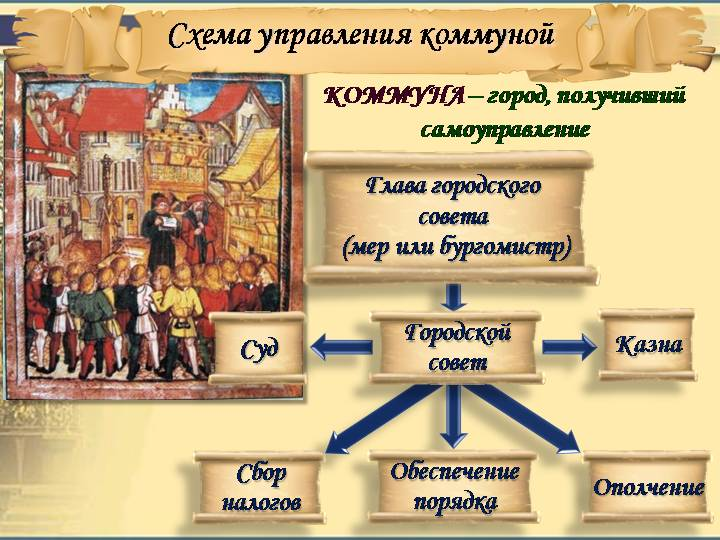 Схема управления коммуной
КОММУНА – город, получивший
самоуправление
Глава городского
совета
(мер или бургомистр)
Суд
Городской
совет
Казна
Сбор
налогов
Обеспечение
порядка
Ополчение